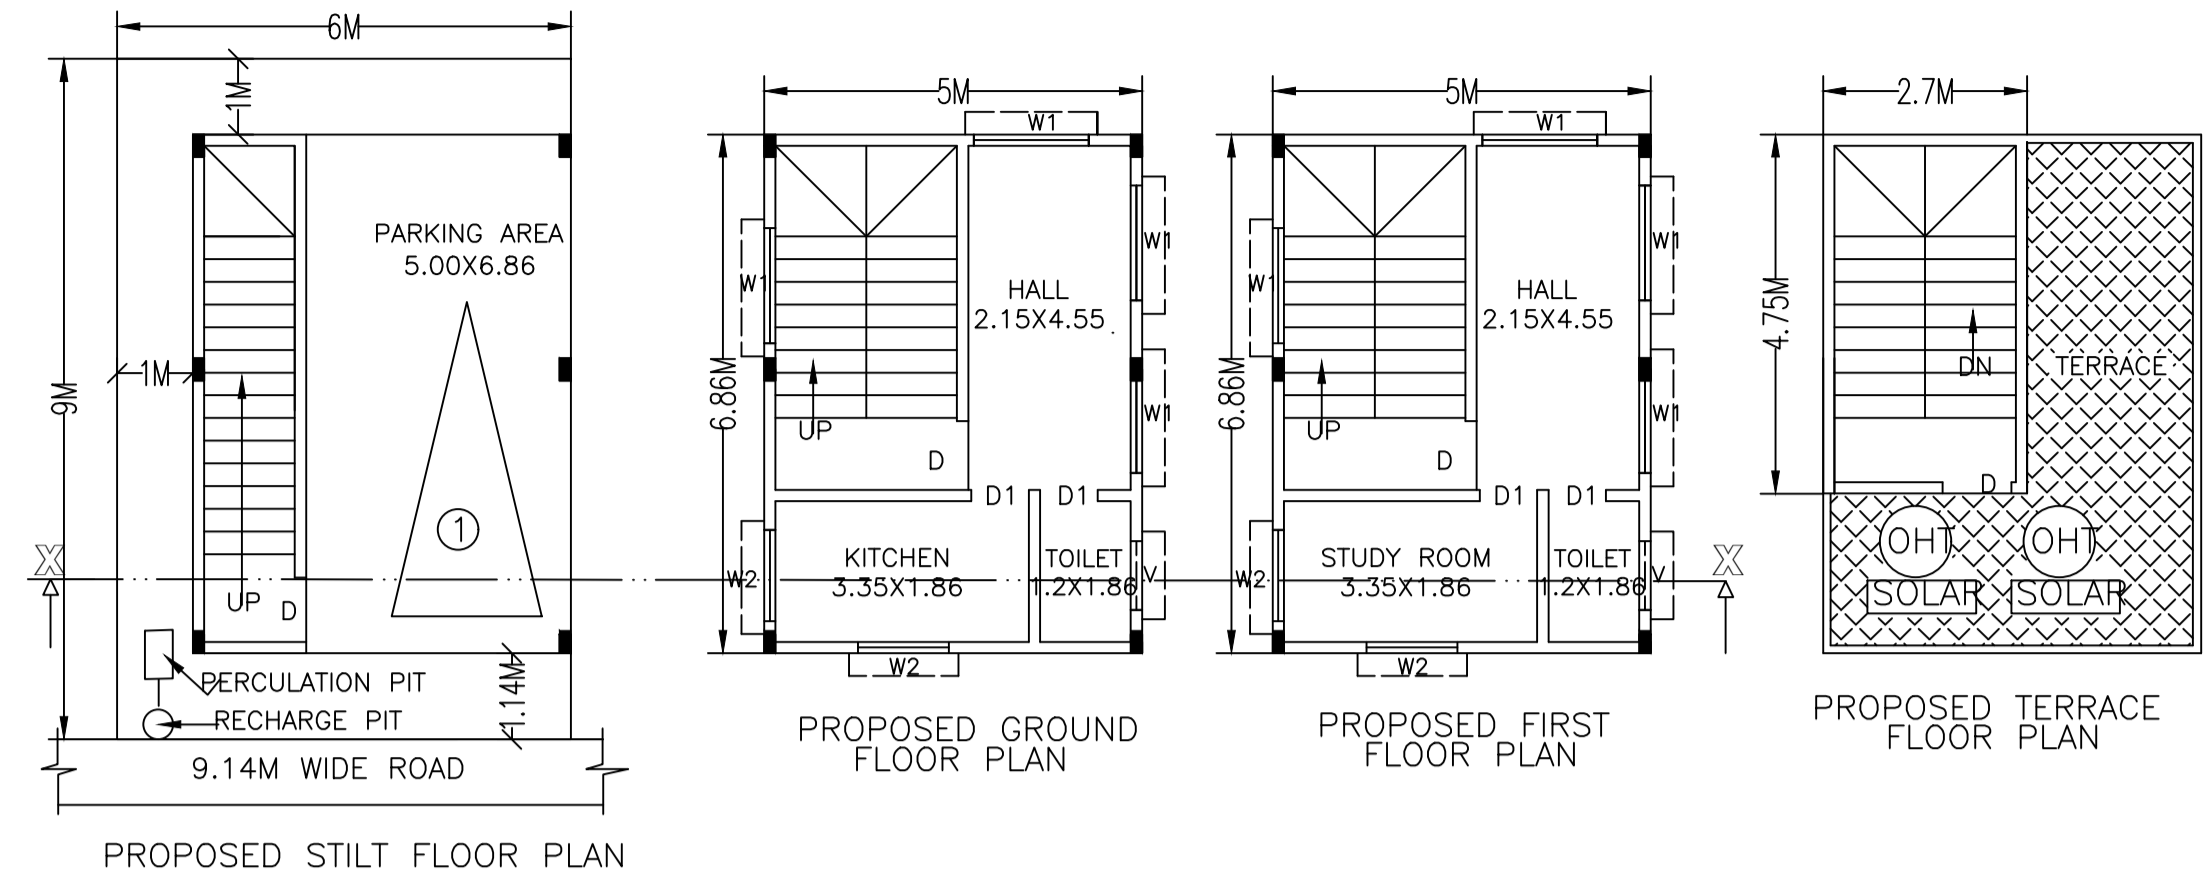 6M
1M
9M
PARKING AREA
5.00X6.86
1M
1
UP
D
X
PERCULATION PIT
RECHARGE PIT
1.14M
9.14M WIDE ROAD
PROPOSED STILT FLOOR PLAN
5M
W1
W1
W1
HALL
2.15X4.55
6.86M
W1
UP
D
D1
D1
KITCHEN
3.35X1.86
TOILET
1.2X1.86
W2
V
W2
PROPOSED GROUND
FLOOR PLAN
5M
W1
W1
W1
HALL
2.15X4.55
6.86M
W1
UP
D
D1
D1
STUDY ROOM
3.35X1.86
TOILET
1.2X1.86
W2
V
W2
X
PROPOSED FIRST
FLOOR PLAN
2.7M
4.75M
DN
TERRACE
D
OHT
OHT
SOLAR
SOLAR
PROPOSED TERRACE
FLOOR PLAN